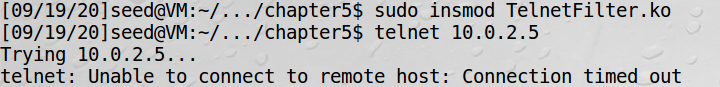 [09/19/20]seed@VM:~/.../chapter5$ sudo insmod TelnetFilter.ko
[09/19/20]seed@VM:~/.../chapter5$ telnet 10.0.2.5
Trying 10.0.2.5...
telnet: Unable to connect to remote host: Connection timed out